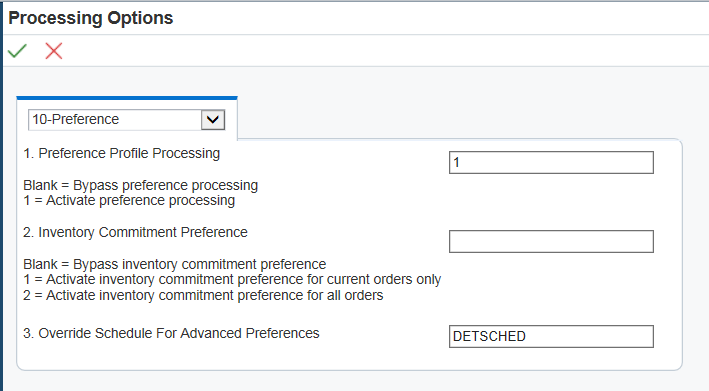 Processing Options
10-Preference
1. Preference Profile Processing
1
Blank = Bypass preference processing
1 = Activate preference processing
2. Inventory Commitment Preference
Blank = Bypass inventory commitment preference
1 = Activate inventory commitment preference for current orders only
2 = Activate inventory commitment preference for all orders
3. Override Schedule For Advanced Preferences
DETSCHED